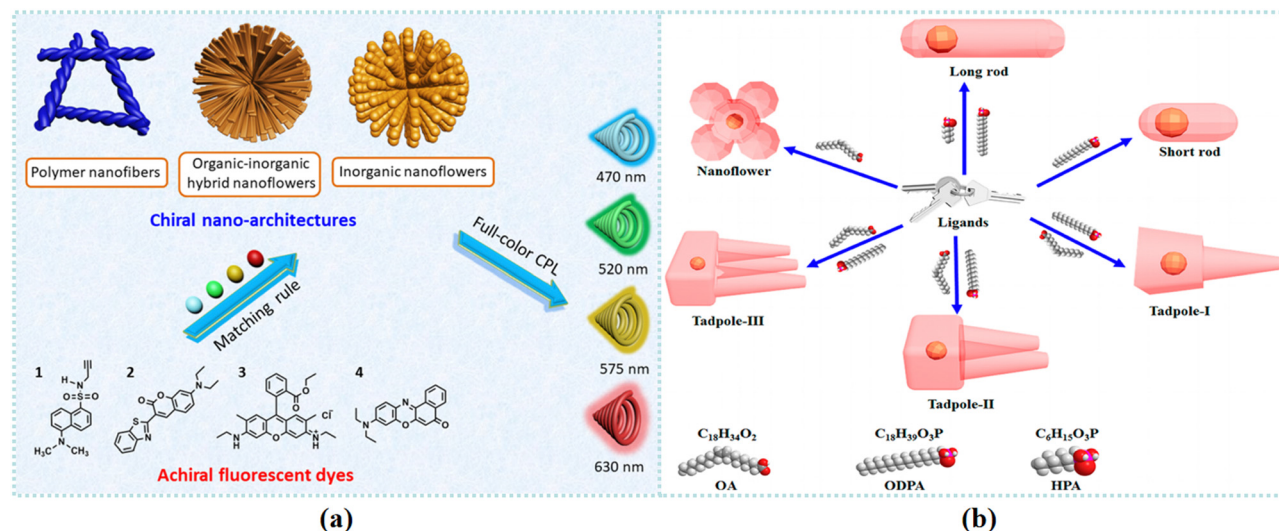 Polymer nanofibers
Organic-inorganic
hybrid nanoflowers
Inorganic nanoflowers
Chiral nano-architectures
Matching rule
Full-color CPL
470 nm
520 nm
575 nm
630 nm
1
2
3
4
Achiral fluorescent dyes
(a)
Long rod
Nanoflower
Short rod
Ligands
Tadpole-III
Tadpole-I
Tadpole-II
C₁₈H₃₄O₂
C₁₈H₃₉O₃P
C₆H₁₅O₃P
OA
ODPA
HPA
(b)